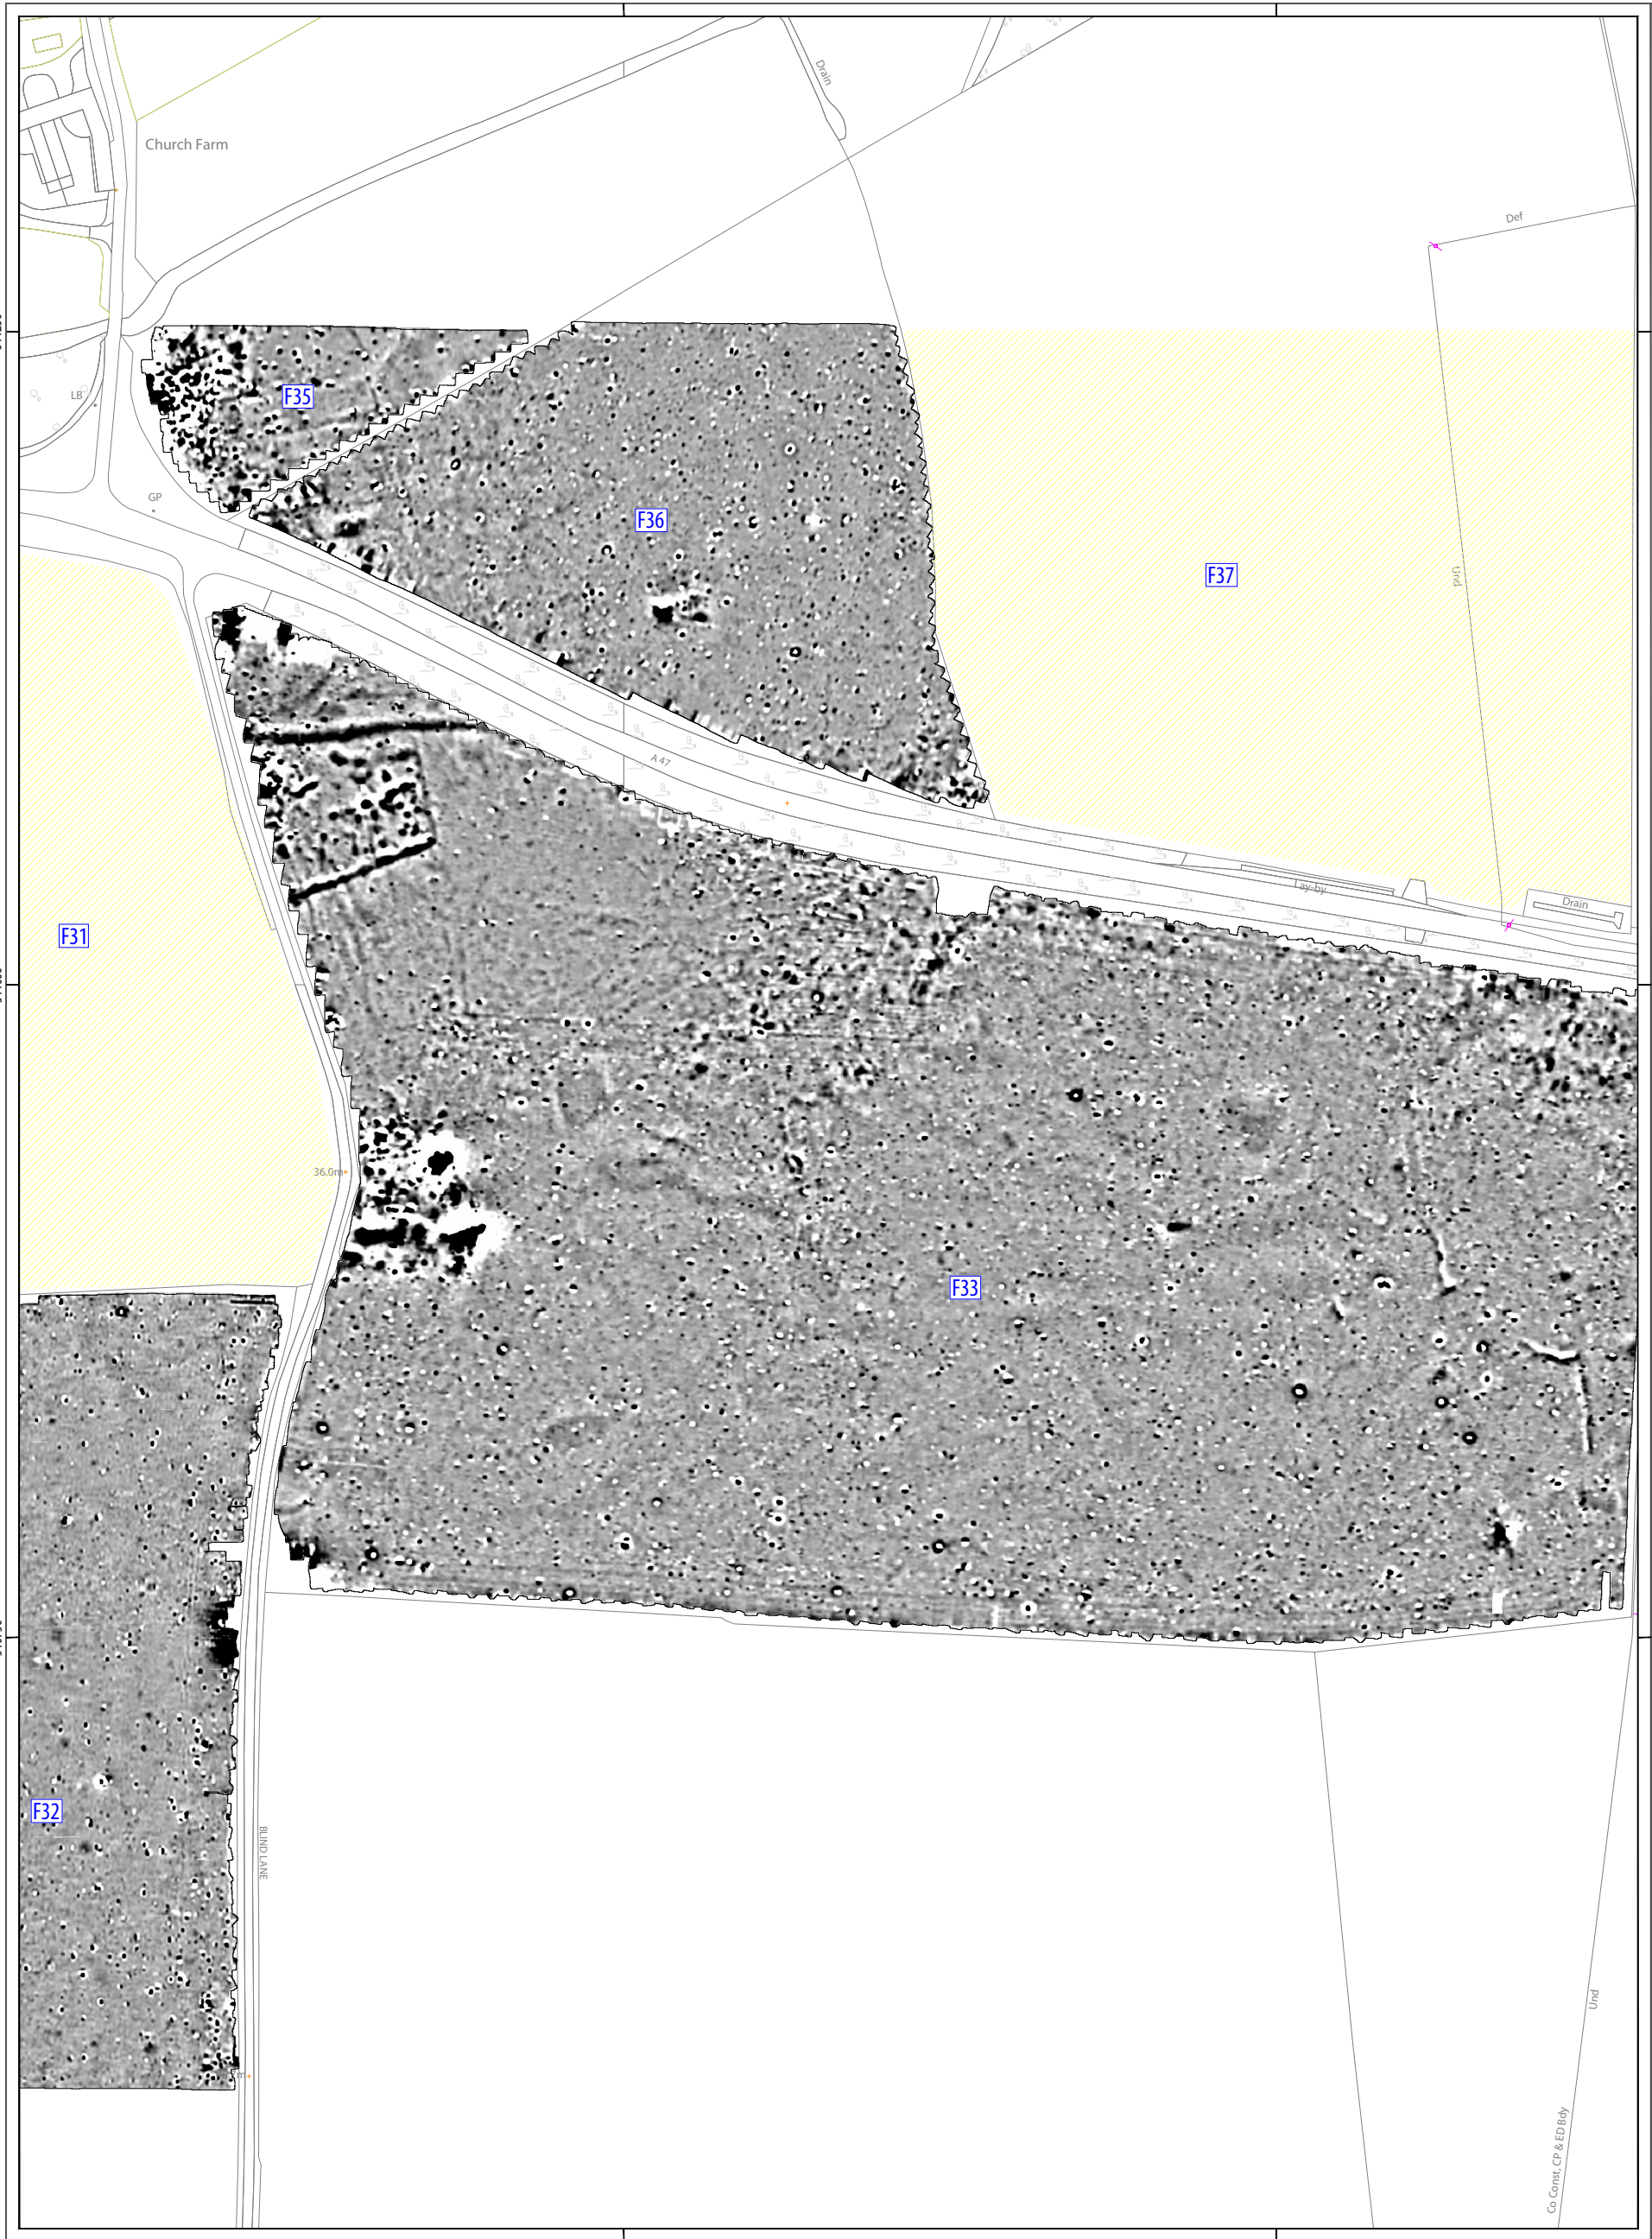 Drain
Church Farm
Def
LB
F35
GP
F36
F37
Und
A 47
Lay-by
Drain
F31
36.0m
F33
F32
BLIND LANE
m
Und
Co Const, CP & ED Bdy